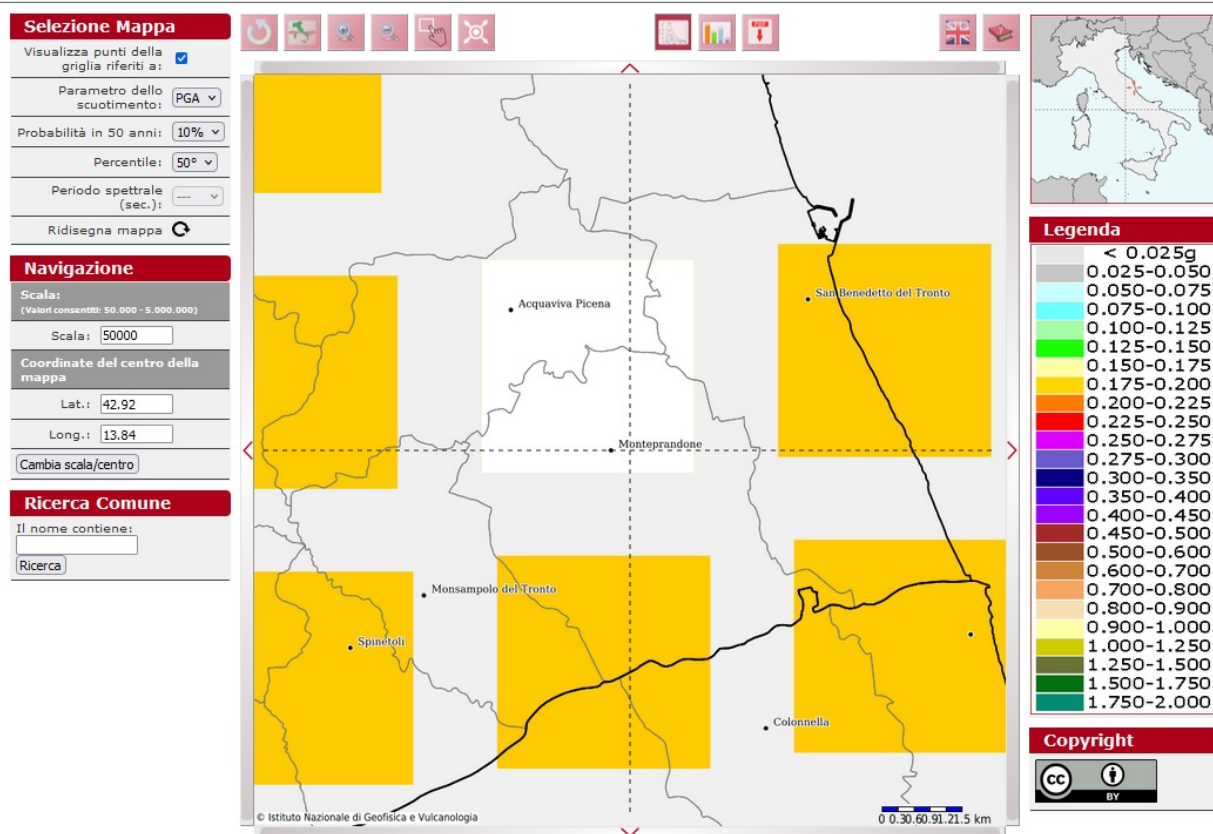 Selezione Mappa
Visualizza punti della
griglia riferiti a:
Parametro dello
scuotimento:
PGA
Probabilità in 50 anni:
10%
Percentile:
50°
Periodo spettrale
(sec.):
---
Ridisegna mappa
Navigazione
Scala:
(Valori consentiti: 50.000 - 5.000.000)
Scala:
50000
Coordinate del centro della
mappa
Lat.:
42.92
Long.:
13.84
Cambia scala/centro
Ricerca Comune
Il nome contiene:
Ricerca
PDF
Acquaviva Picena
San Benedetto del Tronto
Monteprandone
Monsampolo del Tronto
Spinetoli
Colonnella
© Istituto Nazionale di Geofisica e Vulcanologia
0 0.30.60.91.21.5 km
Legenda
< 0.025g
0.025-0.050
0.050-0.075
0.075-0.100
0.100-0.125
0.125-0.150
0.150-0.175
0.175-0.200
0.200-0.225
0.225-0.250
0.250-0.275
0.275-0.300
0.300-0.350
0.350-0.400
0.400-0.450
0.450-0.500
0.500-0.600
0.600-0.700
0.700-0.800
0.800-0.900
0.900-1.000
1.000-1.250
1.250-1.500
1.500-1.750
1.750-2.000
Copyright
cc
BY